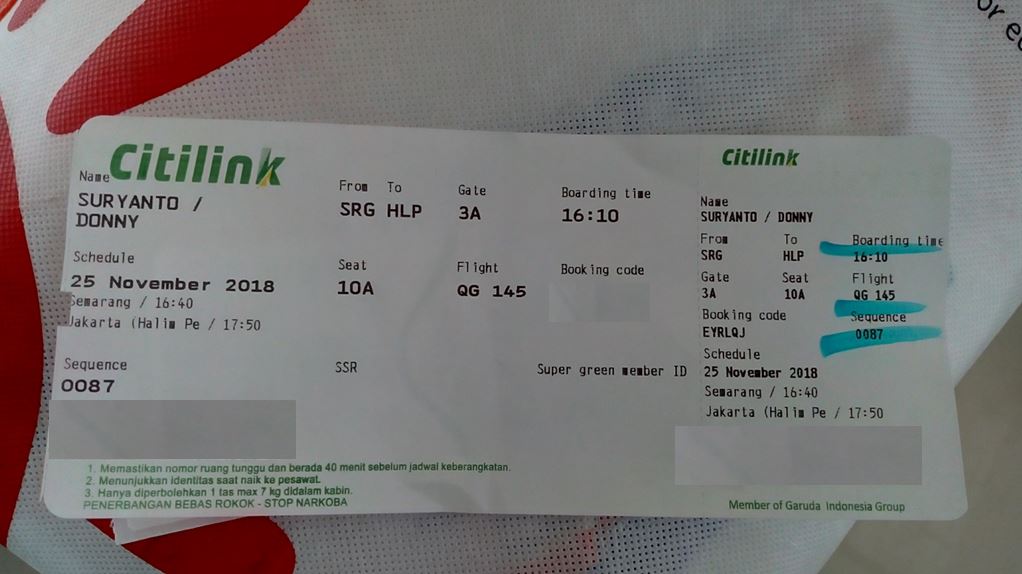 or ec
Citilink
Name
SURYANTO /
DONNY
From To Gate Boarding time
SRG HLP 3A 16:10
Schedule
25 November 2018
Semarang / 16:40
Jakarta (Halim Pe / 17:50
Seat Flight Booking code
10A QG 145
Sequence
0087
SSR
Super green member ID
1. Memastikan nomor ruang tunggu dan berada 40 menit sebelum jadwal keberangkatan.
2. Menunjukkan identitas saat naik ke pesawat.
3. Hanya diperbolehkan 1 tas max 7 kg didalam kabin.
PENERBANGAN BEBAS ROKOK - STOP NARKOBA
Citilink
Name
SURYANTO / DONNY
From To Boarding time
SRG HLP 16:10
Gate Seat Flight
3A 10A QG 145
Booking code Sequence
EYRLQJ 0087
Schedule
25 November 2018
Semarang / 16:40
Jakarta (Halim Pe / 17:50
Member of Garuda Indonesia Group